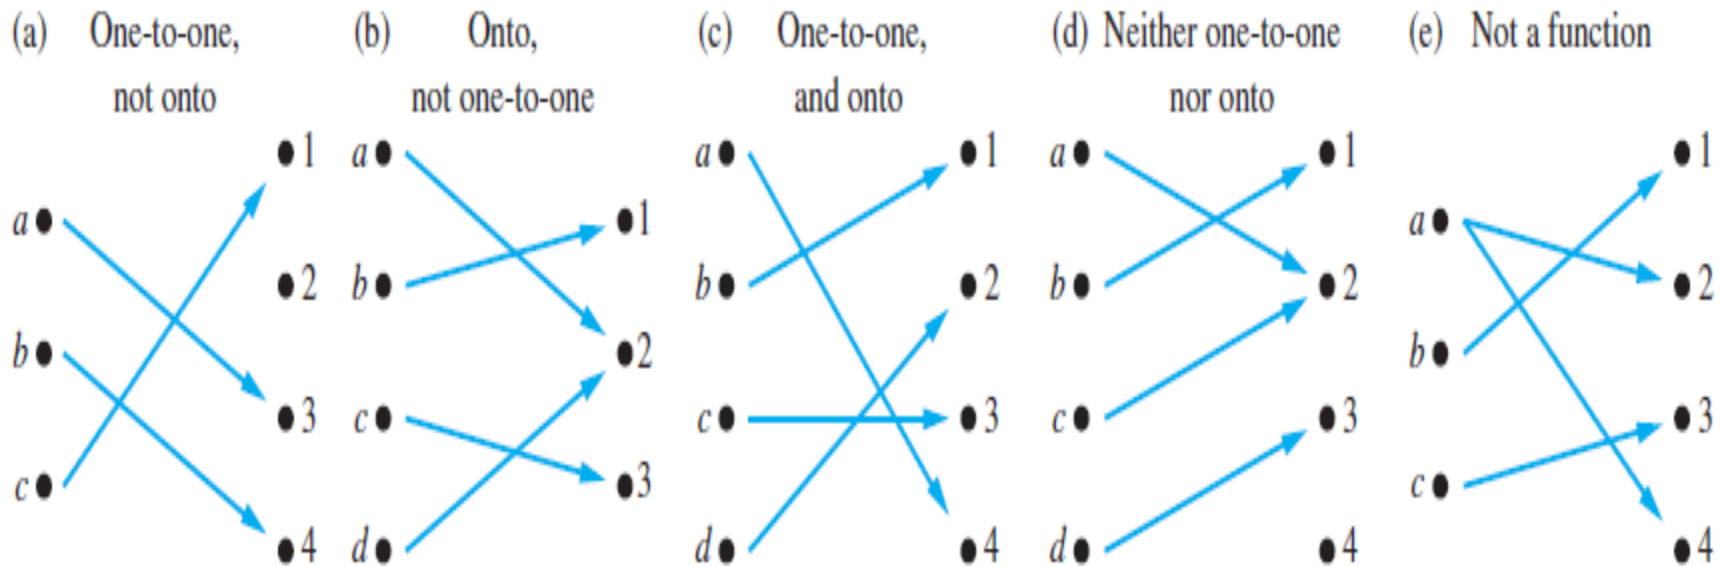 (a) One-to-one,
not onto
a
b
c
1
2
3
4
(b) Onto,
not one-to-one
a
b
c
d
1
2
3
(c) One-to-one,
and onto
a
b
c
d
1
2
3
4
(d) Neither one-to-one
nor onto
a
b
c
d
1
2
3
4
(e) Not a function
a
b
c
1
2
3
4